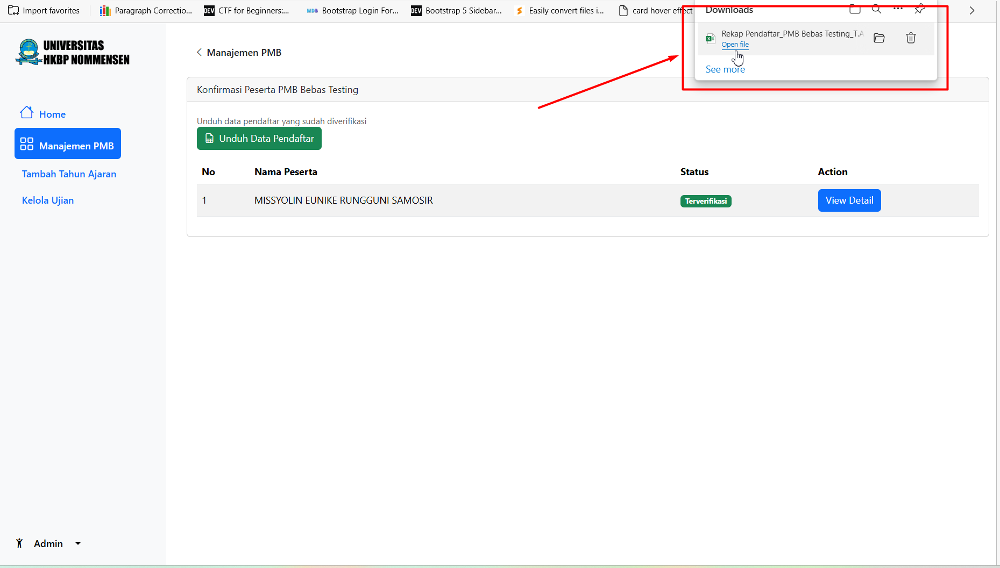 Import favorites
Paragraph Correctio...
CTF for Beginners:...
Bootstrap Login For...
Bootstrap 5 Sidebar...
Easily convert files i...
card hover effect
Downloads
Rekap Pendaftar_PMB Bebas Testing_T.A
Open file
See more
UNIVERSITAS
HKBP NOMMENSEN
Home
Manajemen PMB
Tambah Tahun Ajaran
Kelola Ujian
Manajemen PMB
Konfirmasi Peserta PMB Bebas Testing
Unduh data pendaftar yang sudah diverifikasi
Unduh Data Pendaftar
No Nama Peserta Status Action
1 MISSYOLIN EUNIKE RUNGGUNI SAMOSIR Terverifikasi View Detail
Admin